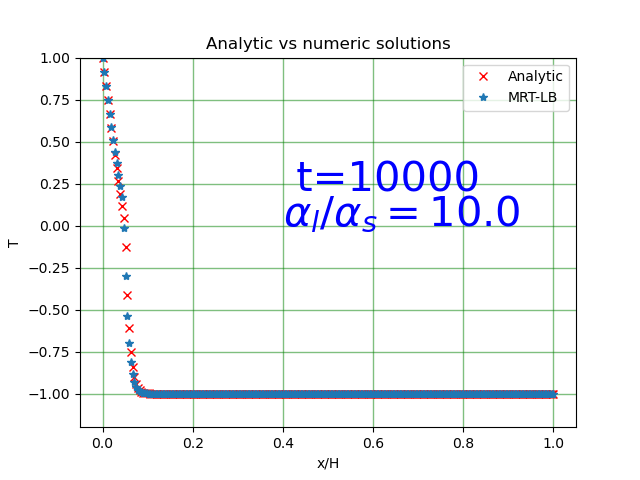 Analytic vs numeric solutions
1.00
0.75
0.50
0.25
0.00
−0.25
−0.50
−0.75
−1.00
T
Analytic
MRT-LB
t=10000
α_l/α_s = 10.0
0.0 0.2 0.4 0.6 0.8 1.0
x/H